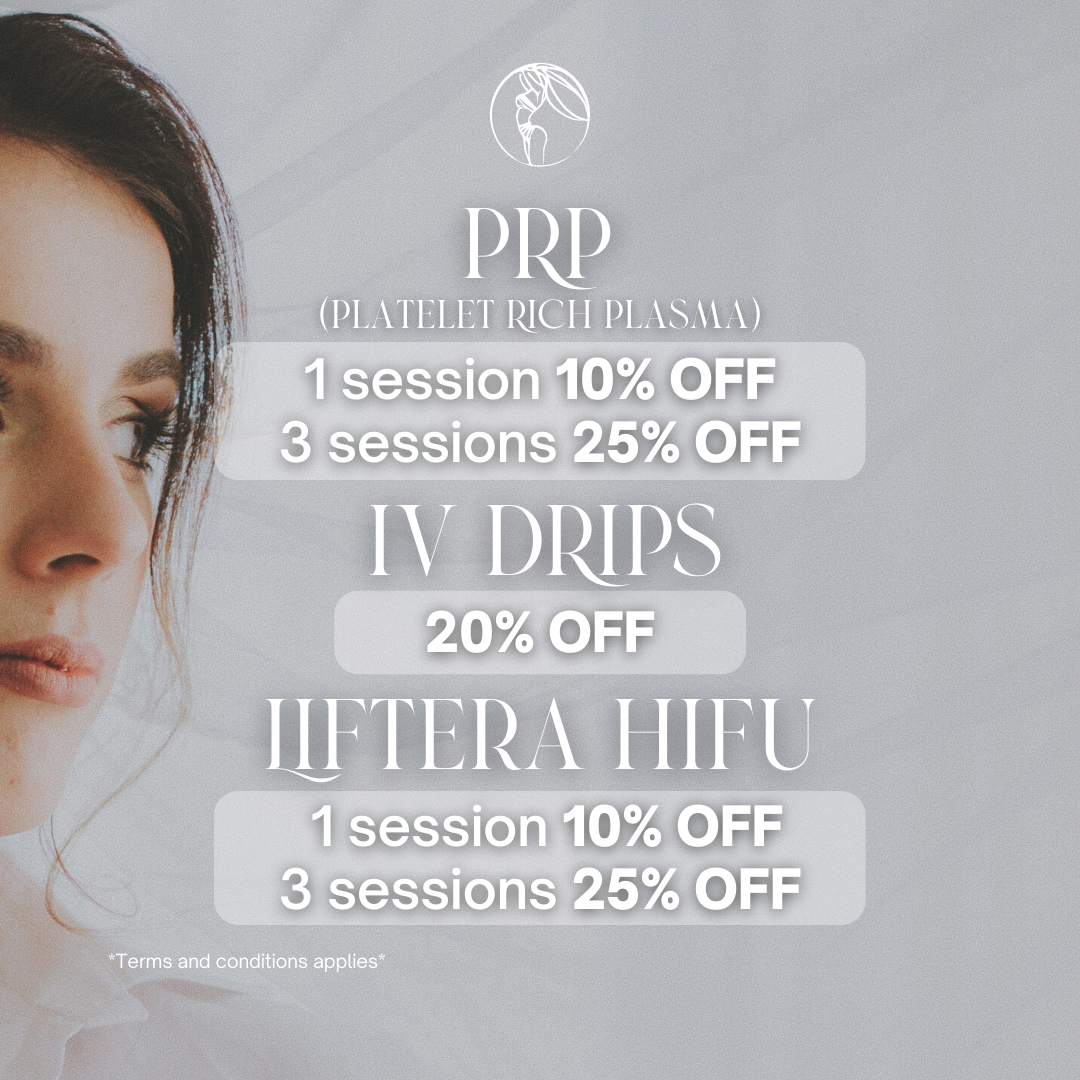 PRP
(PLATELET RICH PLASMA)
1 session 10% OFF
3 sessions 25% OFF
IV DRIPS
20% OFF
LIFTERA HIFU
1 session 10% OFF
3 sessions 25% OFF
*Terms and conditions applies*